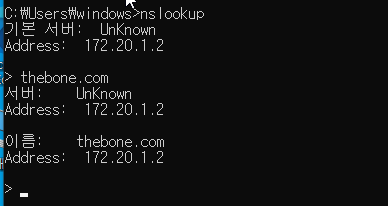 C:₩Users₩windows>nslookup
기본 서버:  UnKnown
Address:  172.20.1.2
> thebone.com
서버:    UnKnown
Address:  172.20.1.2
이름:    thebone.com
Address:  172.20.1.2
>